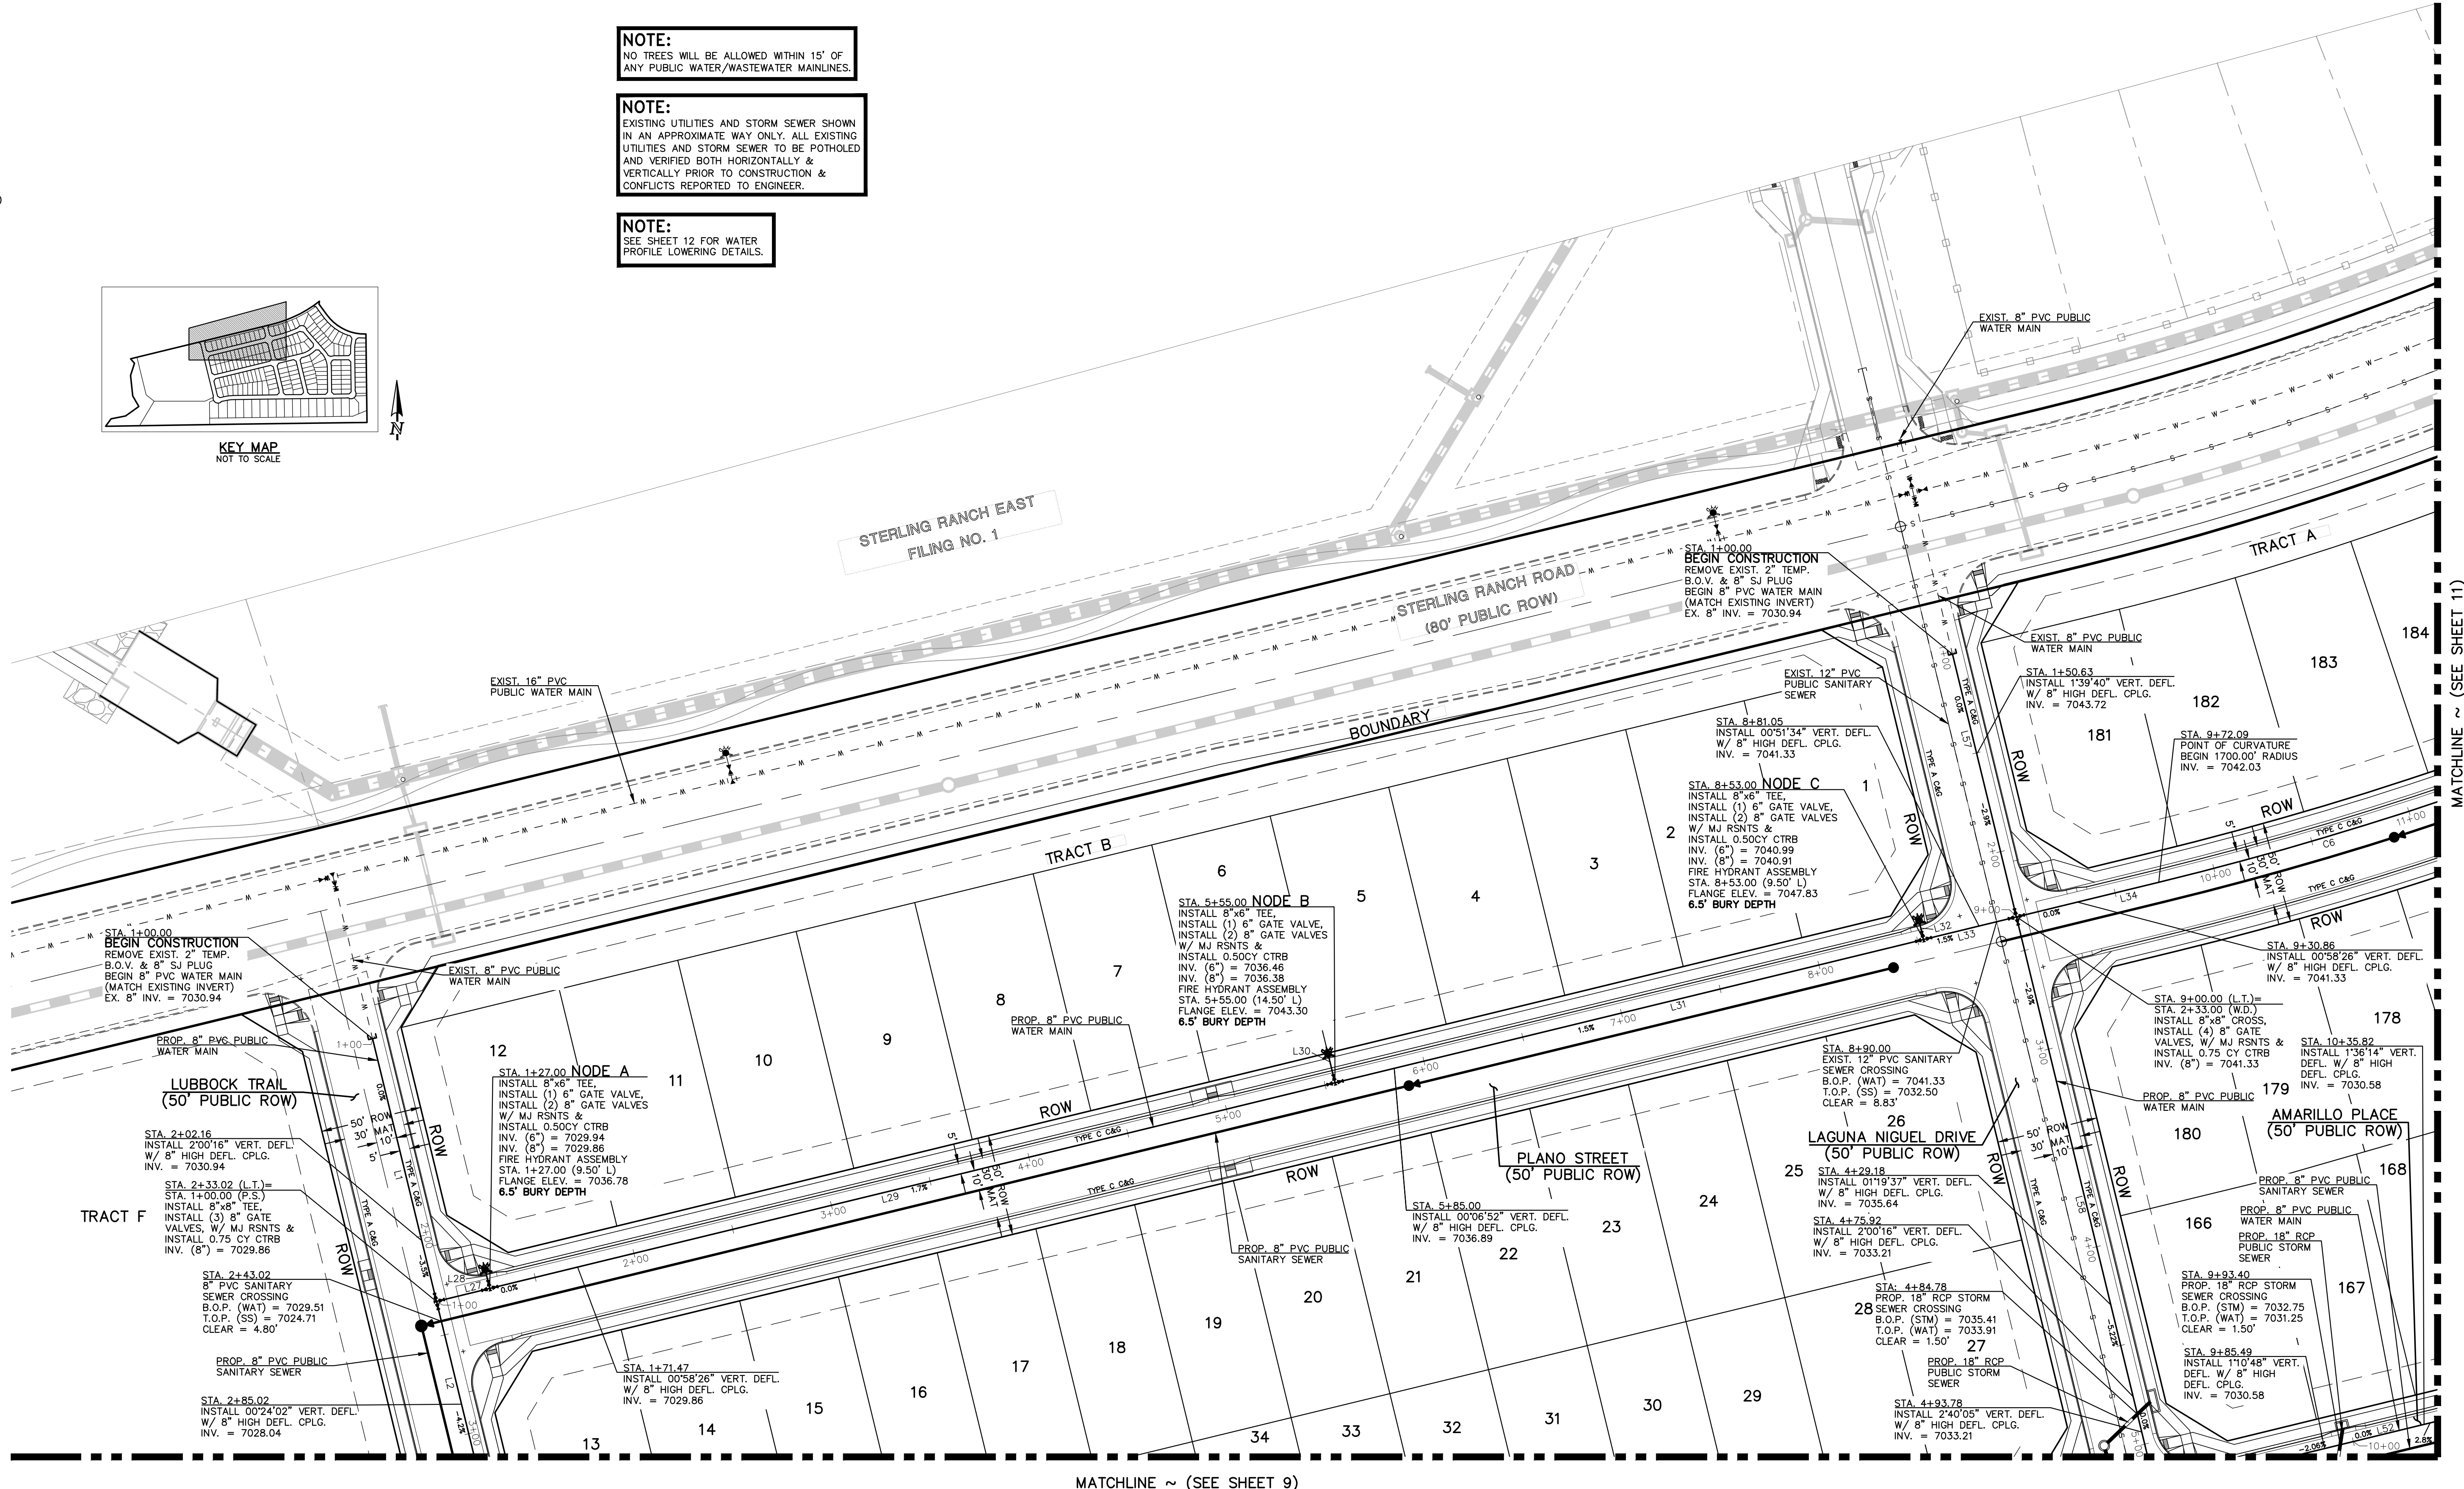 NOTE:
NO TREES WILL BE ALLOWED WITHIN 15' OF
ANY PUBLIC WATER/WASTEWATER MAINLINES.
NOTE:
EXISTING UTILITIES AND STORM SEWER SHOWN
IN AN APPROXIMATE WAY ONLY. ALL EXISTING
UTILITIES AND STORM SEWER TO BE POTHOLED
AND VERIFIED BOTH HORIZONTALLY &
VERTICALLY PRIOR TO CONSTRUCTION &
CONFLICTS REPORTED TO ENGINEER.
NOTE:
SEE SHEET 12 FOR WATER
PROFILE LOWERING DETAILS.
N
KEY MAP
NOT TO SCALE
EXIST. 8" PVC PUBLIC
WATER MAIN
STERLING RANCH EAST
FILING NO. 1
STERLING RANCH ROAD
(80' PUBLIC ROW)
STA. 1+00.00
BEGIN CONSTRUCTION
REMOVE EXIST. 2" TEMP.
B.O.V. & 8" SJ PLUG
BEGIN 8" PVC WATER MAIN
(MATCH EXISTING INVERT)
EX. 8" INV. = 7030.94
TRACT A
EXIST. 8" PVC PUBLIC
WATER MAIN
STA. 1+50.63
INSTALL 1°39'40" VERT. DEFL.
W/ 8" HIGH DEFL. CPLG.
INV. = 7043.72
184
183
182
181
MATCHLINE ~ (SEE SHEET 11)
EXIST. 16" PVC
PUBLIC WATER MAIN
EXIST. 12" PVC
PUBLIC SANITARY
SEWER
BOUNDARY
STA. 8+81.05
INSTALL 00°51'34" VERT. DEFL.
W/ 8" HIGH DEFL. CPLG.
INV. = 7041.33
STA. 9+72.09
POINT OF CURVATURE
BEGIN 1700.00' RADIUS
INV. = 7042.03
STA. 8+53.00 NODE C
INSTALL 8"x6" TEE,
INSTALL (1) 6" GATE VALVE,
INSTALL (2) 8" GATE VALVES
W/ MJ RSNTS &
INSTALL 0.50CY CTRB
INV. (6") = 7040.99
INV. (8") = 7040.91
FIRE HYDRANT ASSEMBLY
STA. 8+53.00 (9.50' L)
FLANGE ELEV. = 7047.83
6.5' BURY DEPTH
1
2
3
4
5
6
7
8
9
10
11
12
TRACT B
STA. 5+55.00 NODE B
INSTALL 8"x6" TEE,
INSTALL (1) 6" GATE VALVE,
INSTALL (2) 8" GATE VALVES
W/ MJ RSNTS &
INSTALL 0.50CY CTRB
INV. (6") = 7036.46
INV. (8") = 7036.38
FIRE HYDRANT ASSEMBLY
STA. 5+55.00 (14.50' L)
FLANGE ELEV. = 7043.30
6.5' BURY DEPTH
STA. 1+00.00
BEGIN CONSTRUCTION
REMOVE EXIST. 2" TEMP.
B.O.V. & 8" SJ PLUG
BEGIN 8" PVC WATER MAIN
(MATCH EXISTING INVERT)
EX. 8" INV. = 7030.94
EXIST. 8" PVC PUBLIC
WATER MAIN
PROP. 8" PVC PUBLIC
WATER MAIN
PROP. 8" PVC PUBLIC
WATER MAIN
LUBBOCK TRAIL
(50' PUBLIC ROW)
STA. 1+27.00 NODE A
INSTALL 8"x6" TEE,
INSTALL (1) 6" GATE VALVE,
INSTALL (2) 8" GATE VALVES
W/ MJ RSNTS &
INSTALL 0.50CY CTRB
INV. (6") = 7029.94
INV. (8") = 7029.86
FIRE HYDRANT ASSEMBLY
STA. 1+27.00 (9.50' L)
FLANGE ELEV. = 7036.78
6.5' BURY DEPTH
STA. 2+02.16
INSTALL 2°00'16" VERT. DEFL.
W/ 8" HIGH DEFL. CPLG.
INV. = 7030.94
STA. 2+33.02 (L.T.)=
STA. 1+00.00 (P.S.)
INSTALL 8"x8" TEE,
INSTALL (3) 8" GATE
VALVES, W/ MJ RSNTS &
INSTALL 0.75 CY CTRB
INV. (8") = 7029.86
TRACT F
STA. 2+43.02
8" PVC SANITARY
SEWER CROSSING
B.O.P. (WAT) = 7029.51
T.O.P. (SS) = 7024.71
CLEAR = 4.80'
PROP. 8" PVC PUBLIC
SANITARY SEWER
STA. 2+85.02
INSTALL 00°24'02" VERT. DEFL.
W/ 8" HIGH DEFL. CPLG.
INV. = 7028.04
STA. 1+71.47
INSTALL 00°58'26" VERT. DEFL.
W/ 8" HIGH DEFL. CPLG.
INV. = 7029.86
PROP. 8" PVC PUBLIC
SANITARY SEWER
STA. 5+85.00
INSTALL 00°06'52" VERT. DEFL.
W/ 8" HIGH DEFL. CPLG.
INV. = 7036.89
PLANO STREET
(50' PUBLIC ROW)
STA. 9+30.86
INSTALL 00°58'26" VERT. DEFL.
W/ 8" HIGH DEFL. CPLG.
INV. = 7041.33
STA. 9+00.00 (L.T.)=
STA. 2+33.00 (W.D.)
INSTALL 8"x8" CROSS,
INSTALL (4) 8" GATE
VALVES, W/ MJ RSNTS &
INSTALL 0.75 CY CTRB
INV. (8") = 7041.33
178
STA. 10+35.82
INSTALL 1°36'14" VERT.
DEFL. W/ 8" HIGH
DEFL. CPLG.
INV. = 7030.58
179
STA. 8+90.00
EXIST. 12" PVC SANITARY
SEWER CROSSING
B.O.P. (WAT) = 7041.33
T.O.P. (SS) = 7032.50
CLEAR = 8.83'
26
LAGUNA NIGUEL DRIVE
(50' PUBLIC ROW)
PROP. 8" PVC PUBLIC
WATER MAIN
AMARILLO PLACE
(50' PUBLIC ROW)
180
168
25
STA. 4+29.18
INSTALL 01°19'37" VERT. DEFL.
W/ 8" HIGH DEFL. CPLG.
INV. = 7035.64
STA. 4+75.92
INSTALL 2°00'16" VERT. DEFL.
W/ 8" HIGH DEFL. CPLG.
INV. = 7033.21
PROP. 8" PVC PUBLIC
SANITARY SEWER
PROP. 8" PVC PUBLIC
WATER MAIN
PROP. 18" RCP
PUBLIC STORM
SEWER
166
167
STA: 4+84.78
PROP. 18" RCP STORM
SEWER CROSSING
B.O.P. (STM) = 7035.41
T.O.P. (WAT) = 7033.91
CLEAR = 1.50'
28
27
STA. 9+93.40
PROP. 18" RCP STORM
SEWER CROSSING
B.O.P. (STM) = 7032.75
T.O.P. (WAT) = 7031.25
CLEAR = 1.50'
PROP. 18" RCP
PUBLIC STORM
SEWER
STA. 9+85.49
INSTALL 1°10'48" VERT.
DEFL. W/ 8" HIGH
DEFL. CPLG.
INV. = 7030.58
STA. 4+93.78
INSTALL 2°40'05" VERT. DEFL.
W/ 8" HIGH DEFL. CPLG.
INV. = 7033.21
13
14
15
16
17
18
19
20
21
22
23
24
29
30
31
32
33
34
MATCHLINE ~ (SEE SHEET 9)